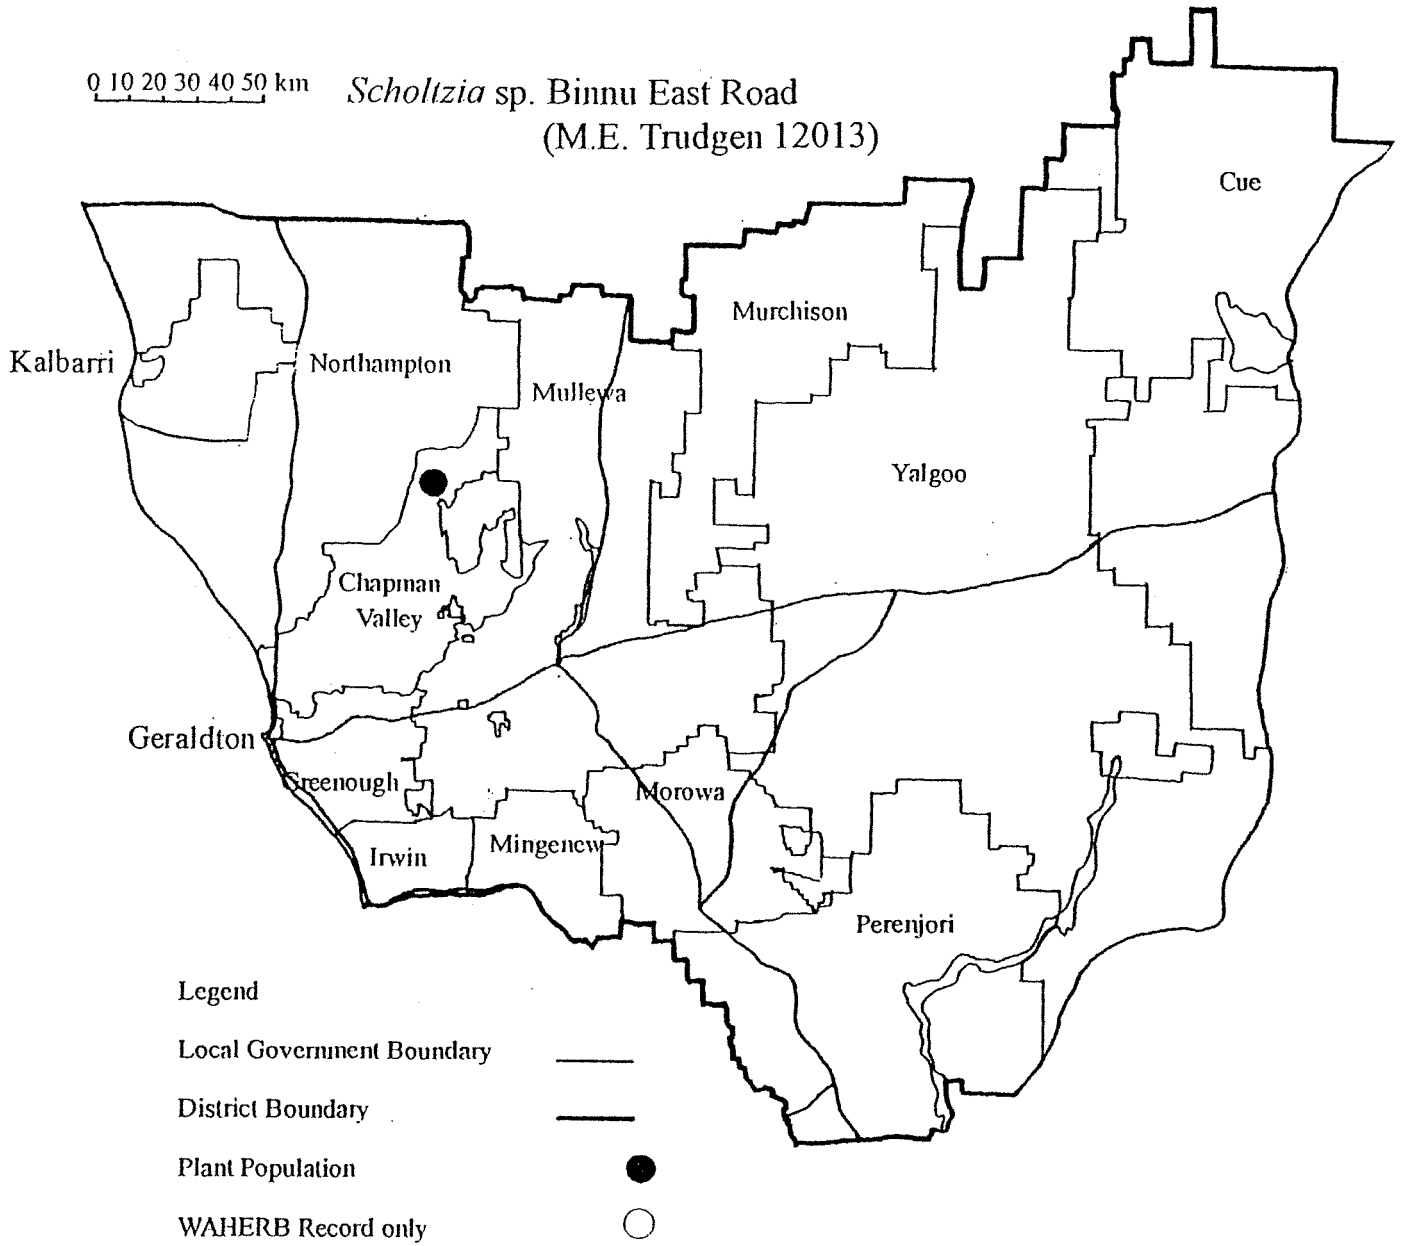 0 10 20 30 40 50 km
Scholtzia sp. Binnu East Road
(M.E. Trudgen 12013)
Cue
Murchison
Kalbarri
Northampton
Mullewa
Yalgoo
Chapman
Valley
Geraldton
Greenough
Morowa
Irwin
Mingenew
Perenjori
Legend
Local Government Boundary
District Boundary
Plant Population
WAHERB Record only